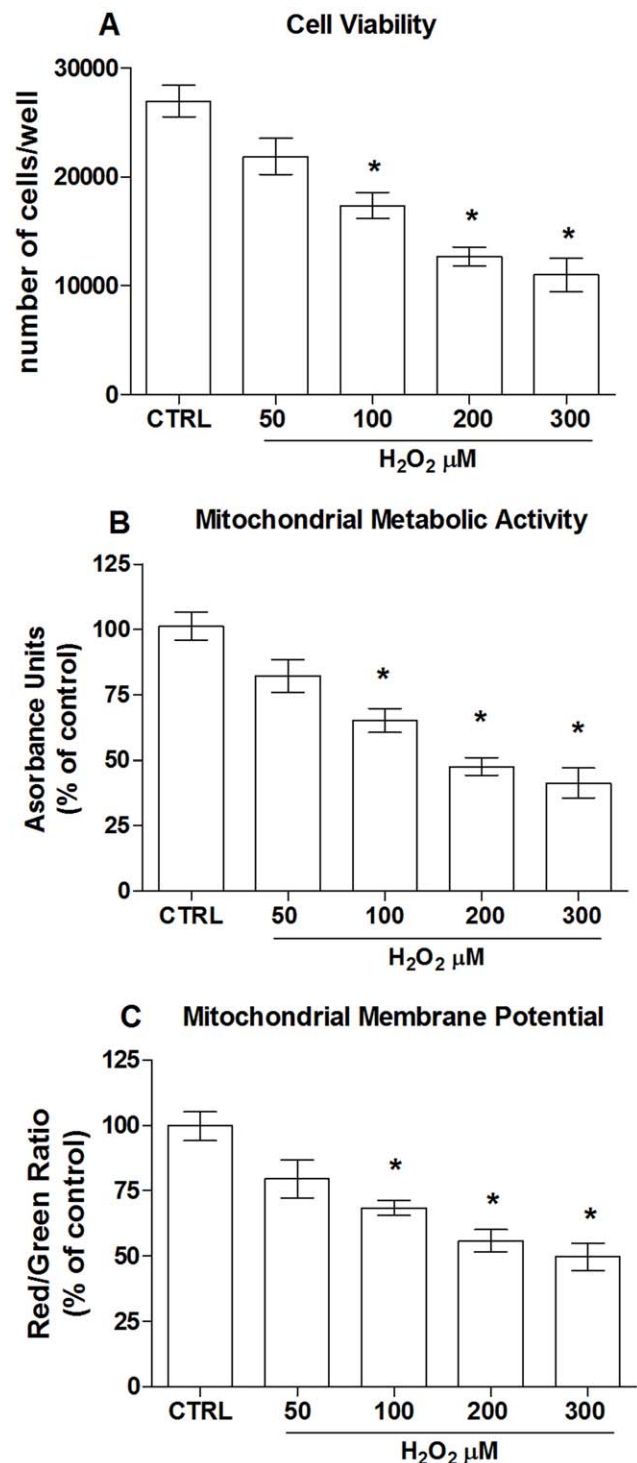 A Cell Viability
30000
20000
10000
0
number of cells/well
*
*
*
CTRL 50 100 200 300
H₂O₂ µM
B Mitochondrial Metabolic Activity
125
100
75
50
25
0
Asorbance Units
(% of control)
*
*
*
CTRL 50 100 200 300
H₂O₂ µM
C Mitochondrial Membrane Potential
125
100
75
50
25
0
Red/Green Ratio
(% of control)
*
*
*
CTRL 50 100 200 300
H₂O₂ µM